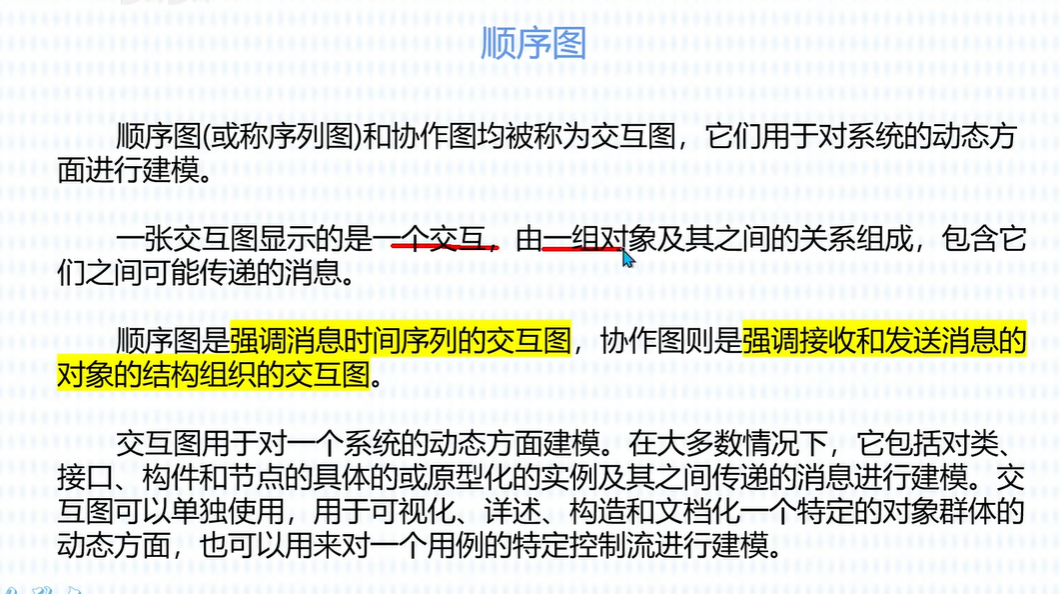 顺序图
顺序图(或称序列图)和协作图均被称为交互图，它们用于对系统的动态方
面进行建模。
一张交互图显示的是一个交互，由一组对象及其之间的关系组成，包含它
们之间可能传递的消息。
顺序图是强调消息时间序列的交互图，协作图则是强调接收和发送消息的
对象的结构组织的交互图。
交互图用于对一个系统的动态方面建模。在大多数情况下，它包括对类、
接口、构件和节点的具体的或原型化的实例及其之间传递的消息进行建模。交
互图可以单独使用，用于可视化、详述、构造和文档化一个特定的对象群体的
动态方面，也可以用来对一个用例的特定控制流进行建模。